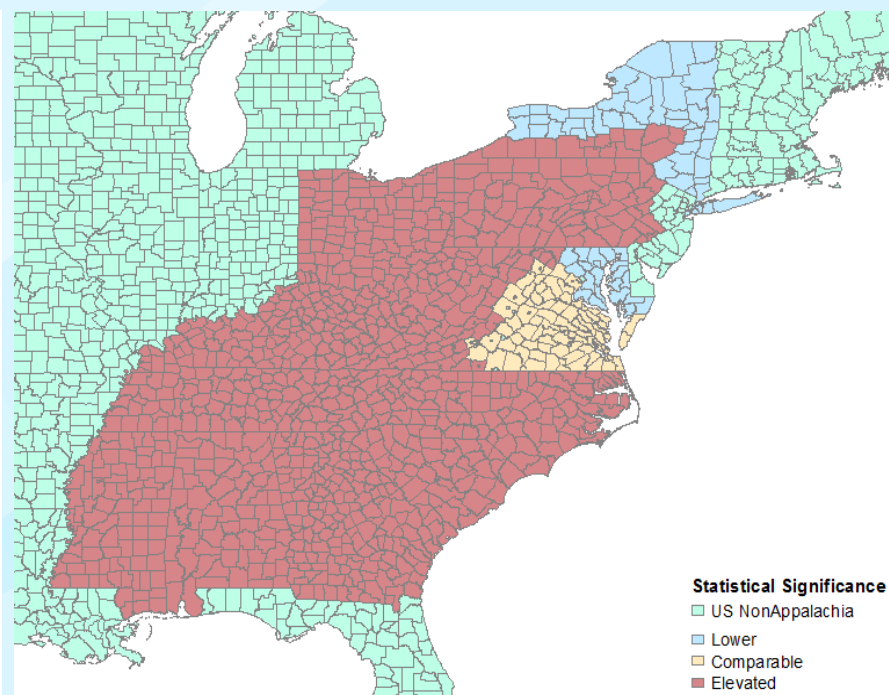 Statistical Significance
US NonAppalachia
Lower
Comparable
Elevated